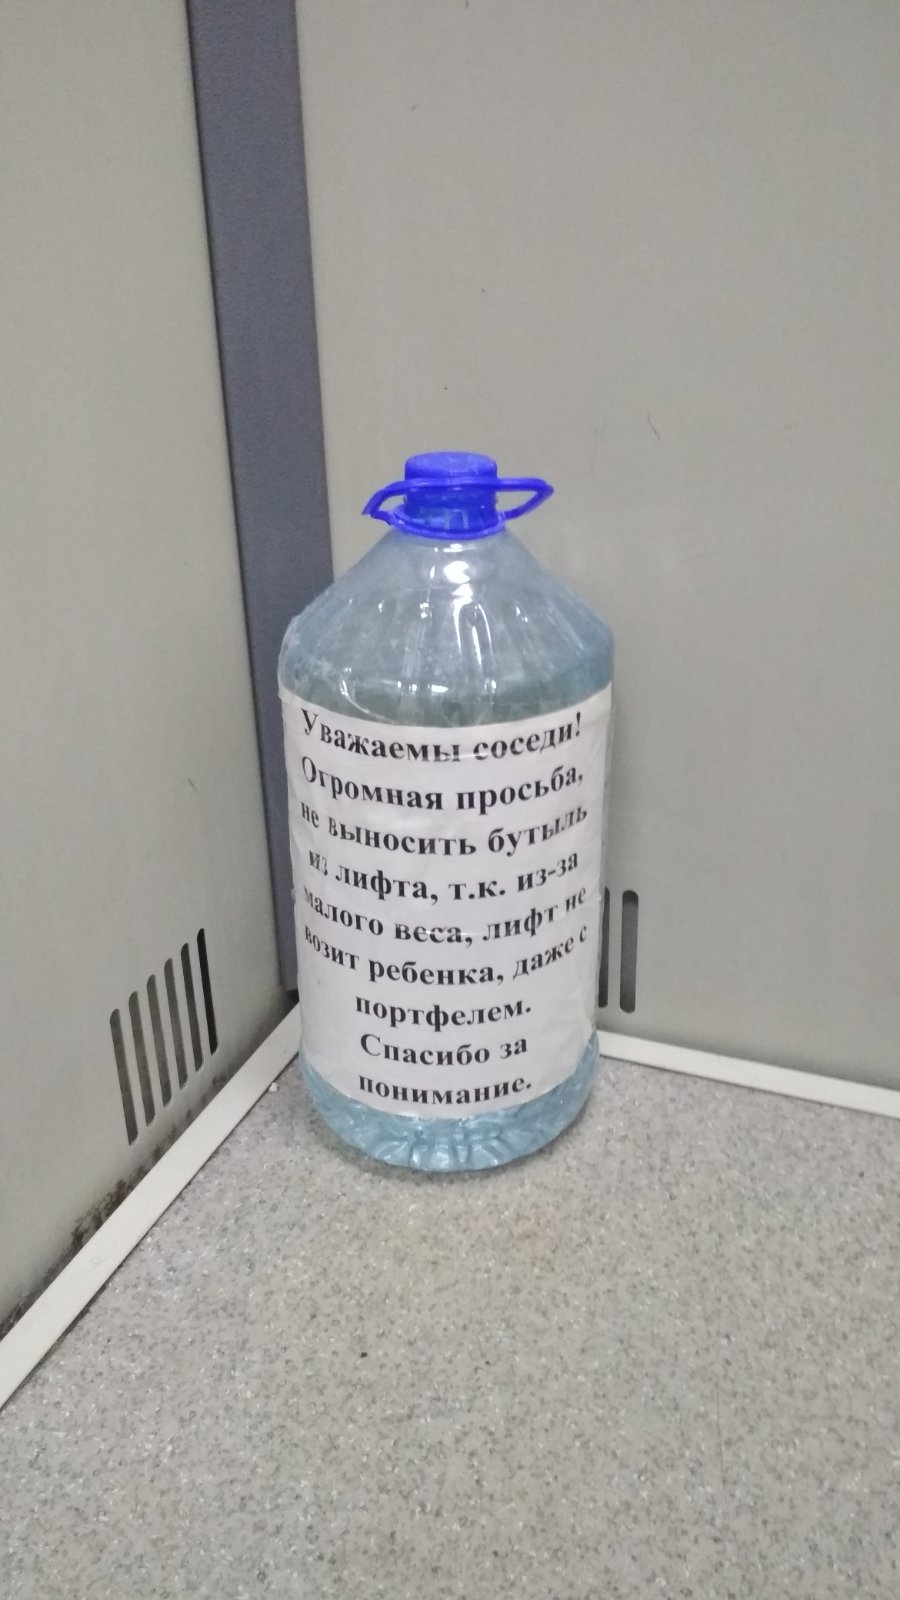 Уважаемы соседи!
Огромная просьба,
не выносить бутыль
из лифта, т.к. из-за
малого веса, лифт не
возит ребенка, даже с
портфелем.
Спасибо за
понимание.